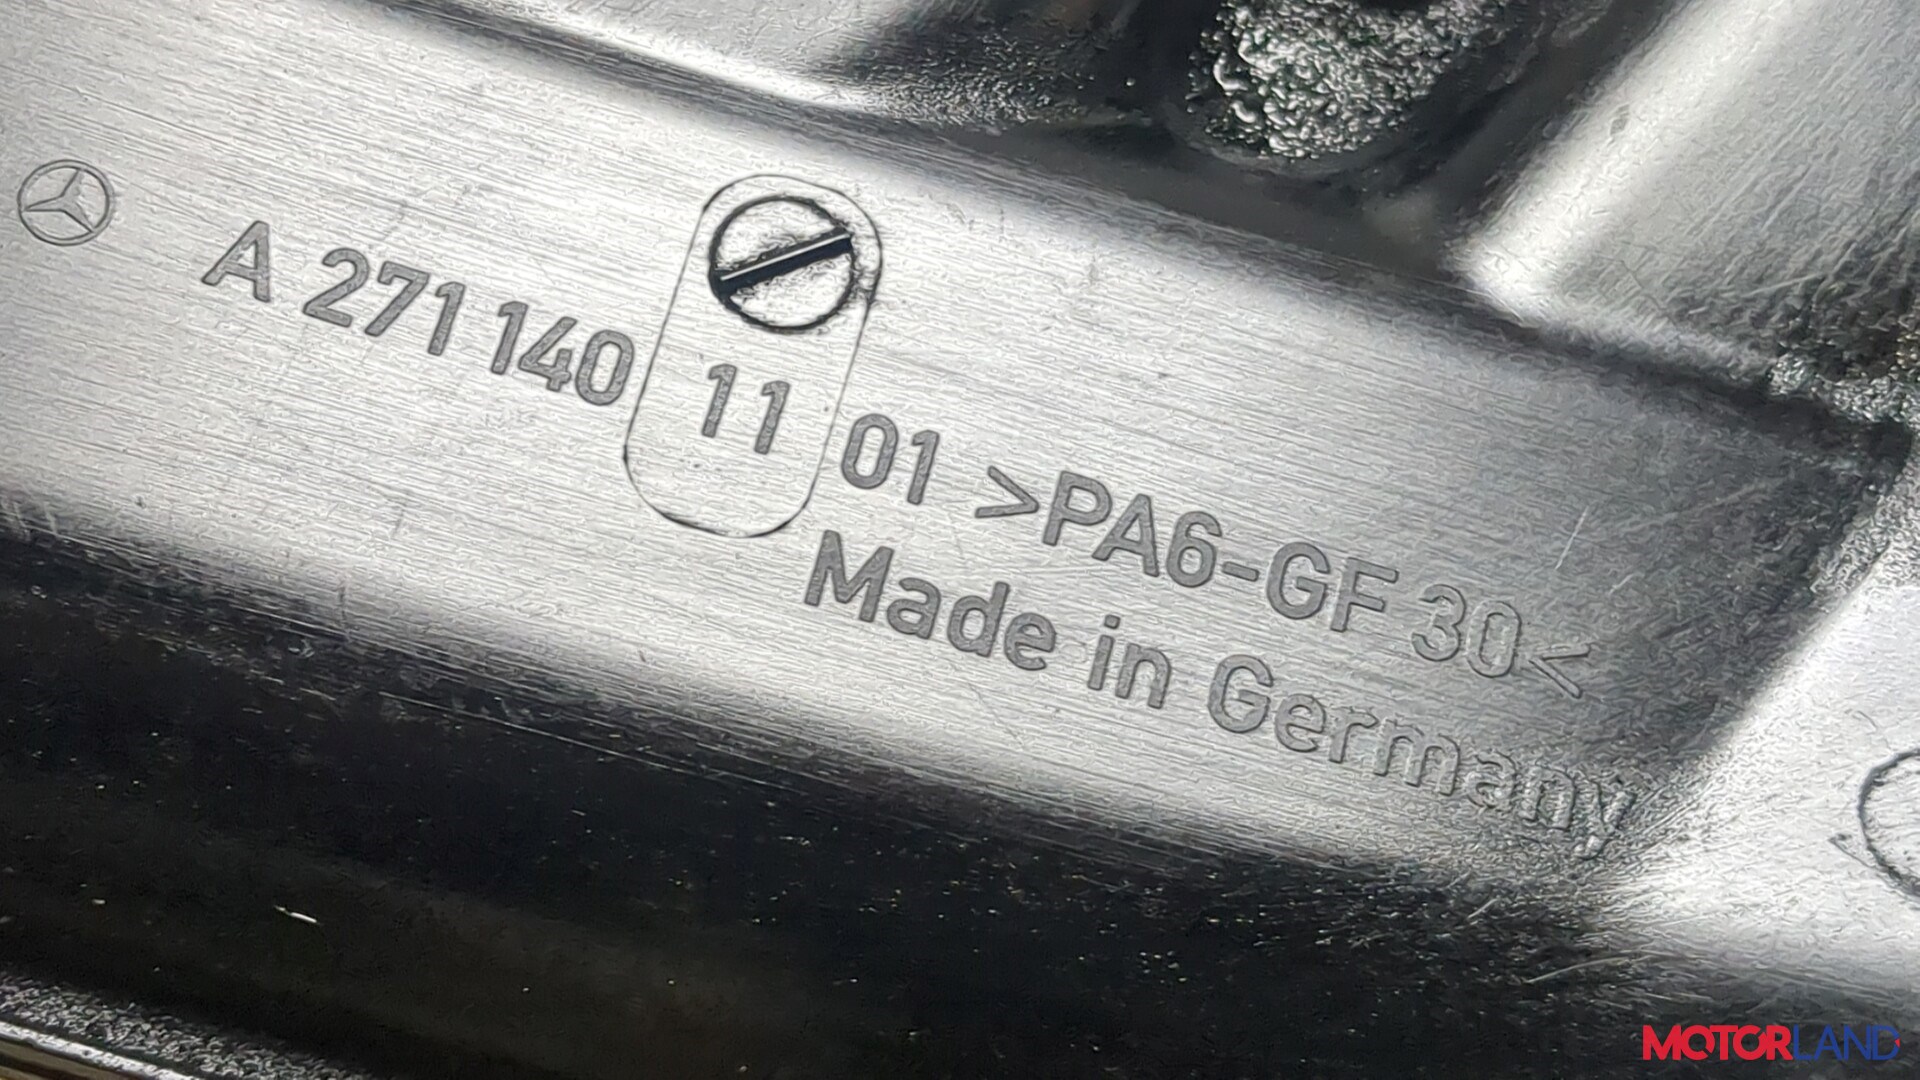 A 271 140 11 01 >PA6-GF 30<
Made in Germany
MOTORLAND